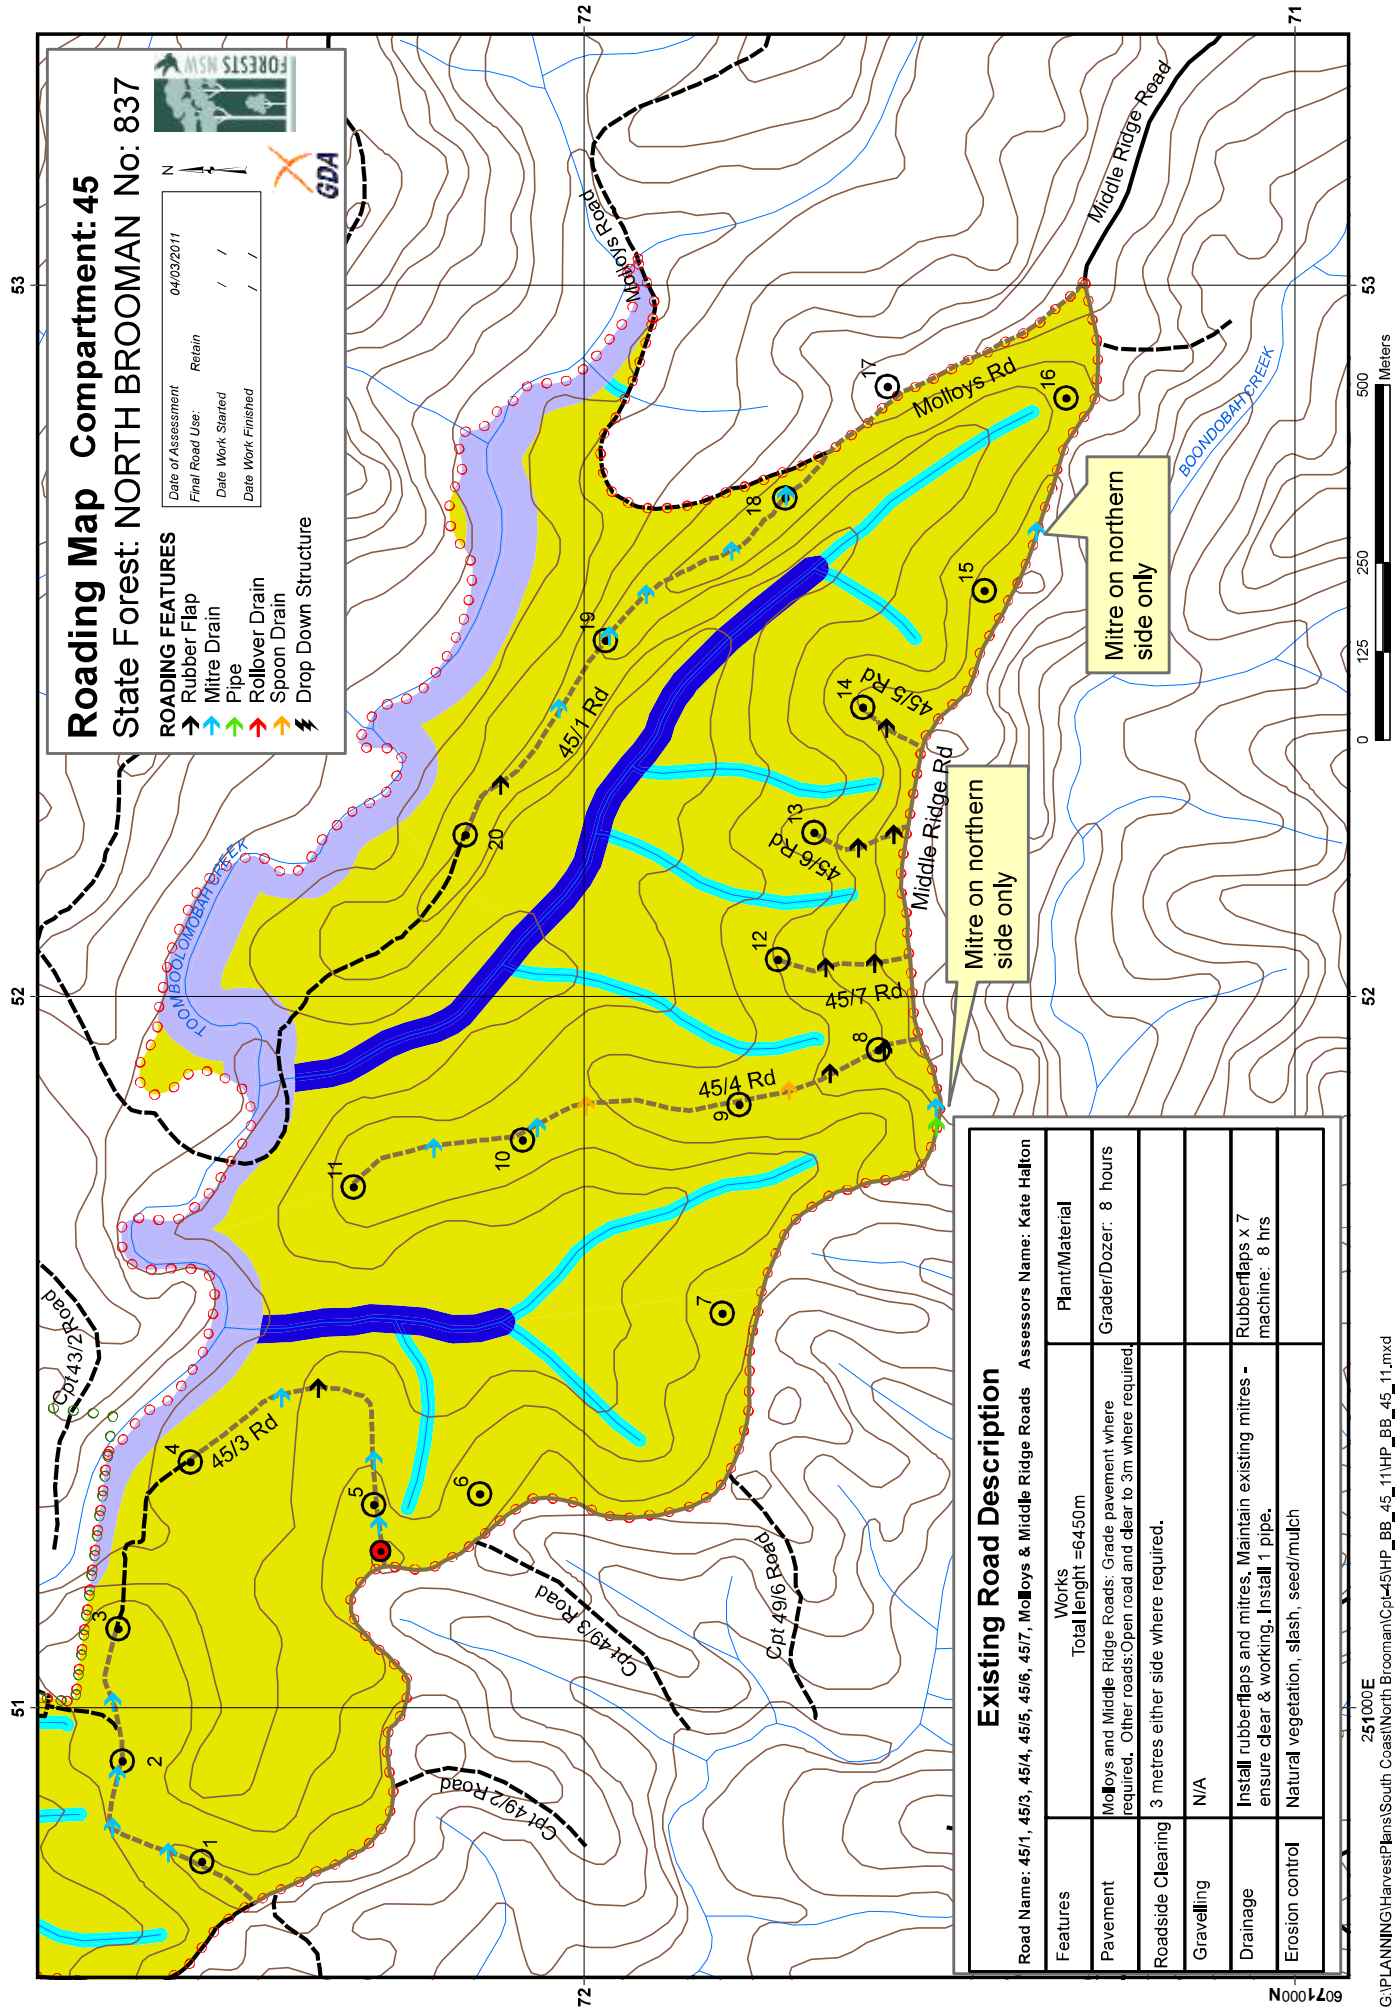 Roading Map Compartment: 45
State Forest: NORTH BROOMAN No: 837
ROADING FEATURES
Rubber Flap
Mitre Drain
Pipe
Rollover Drain
Spoon Drain
Drop Down Structure
Date of Assessment 04/03/2011
Final Road Use: Retain
Date Work Started / /
Date Work Finished / /
N
FORESTS NSW
GDA
51
52
53
72
71
72
6071000N
251000E
52
53
TOOMBOOLOMOBAH CREEK
BOONDOBAH CREEK
Cpt43/2 Road
Molloys Road
Middle Ridge Road
Molloys Rd
Middle Ridge Rd
45/1 Rd
45/3 Rd
45/4 Rd
45/5 Rd
45/6 Rd
45/7 Rd
Cpt 49/2 Road
Cpt 49/3 Road
Cpt 49/6 Road
1
2
3
4
5
6
7
8
9
10
11
12
13
14
15
16
17
18
19
20
Mitre on northern
side only
Mitre on northern
side only
0 125 250 500
Meters
Existing Road Description
Road Name: 45/1, 45/3, 45/4, 45/5, 45/6, 45/7, Molloys & Middle Ridge Roads Assessors Name: Kate Halton
Features
Works
Total lenght =6450m
Plant/Material
Pavement
Molloys and Middle Ridge Roads: Grade pavement where
required. Other roads:Open road and clear to 3m where required.
Grader/Dozer: 8 hours
Roadside Clearing
3 metres either side where required.
Gravelling
N/A
Drainage
Install rubberflaps and mitres. Maintain existing mitres -
ensure clear & working. Install 1 pipe.
Rubberflaps x 7
machine: 8 hrs
Erosion control
Natural vegetation, slash, seed/mulch
G:\PLANNING\HarvestPlans\South Coast\North Brooman\Cpt-45\HP_BB_45_11\HP_BB_45_11.mxd